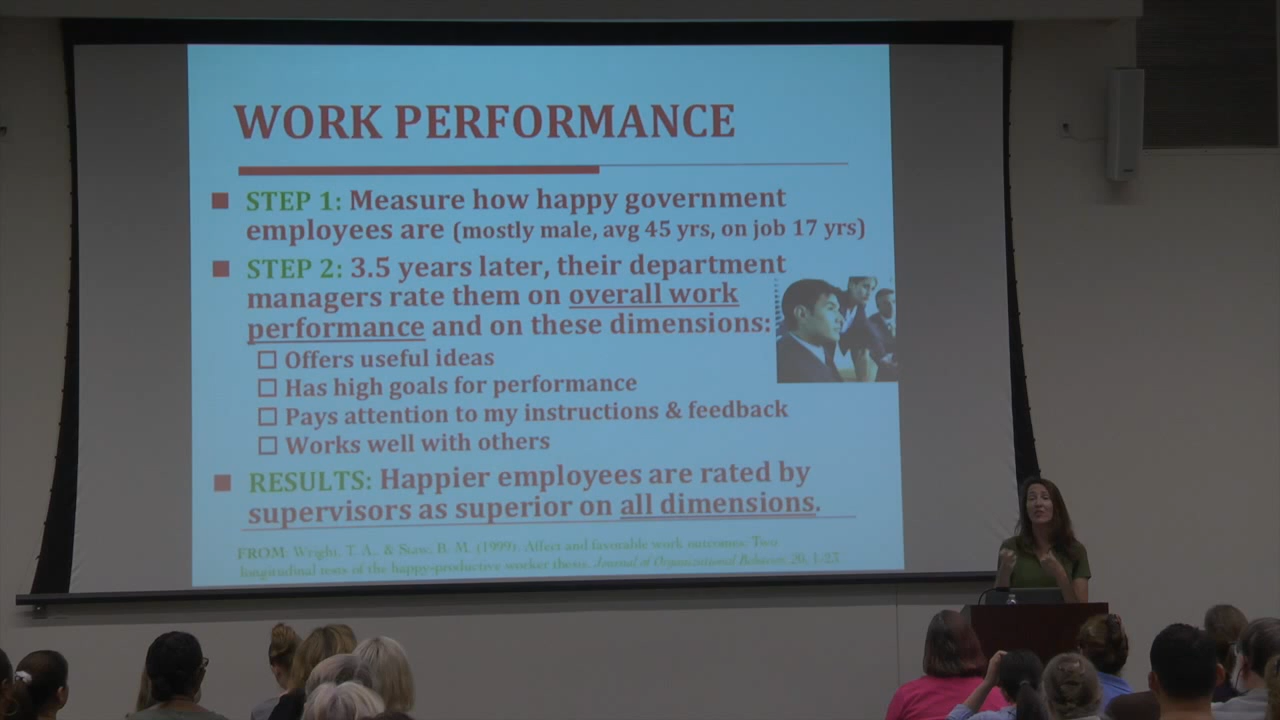 WORK PERFORMANCE
STEP 1: Measure how happy government
employees are (mostly male, avg 45 yrs, on job 17 yrs)
STEP 2: 3.5 years later, their department
managers rate them on overall work
performance and on these dimensions:
Offers useful ideas
Has high goals for performance
Pays attention to my instructions & feedback
Works well with others
RESULTS: Happier employees are rated by
supervisors as superior on all dimensions.
FROM: Wright, T. A., & Staw, B. M. (1999). Affect and favorable work outcomes: Two
longitudinal tests of the happy-productive worker thesis. Journal of Organizational Behavior, 20, 1-23